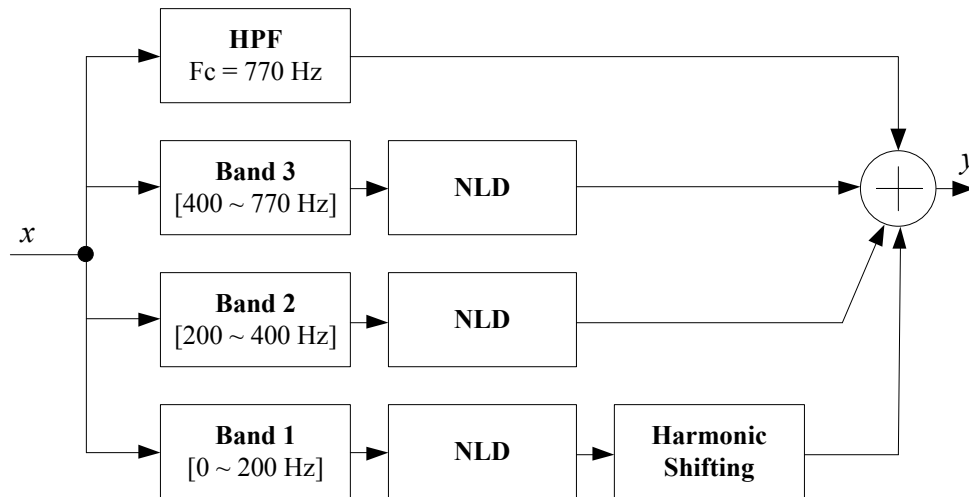 HPF
Fc = 770 Hz
Band 3
[400 ~ 770 Hz]
NLD
y
x
Band 2
[200 ~ 400 Hz]
NLD
Band 1
[0 ~ 200 Hz]
NLD
Harmonic
Shifting